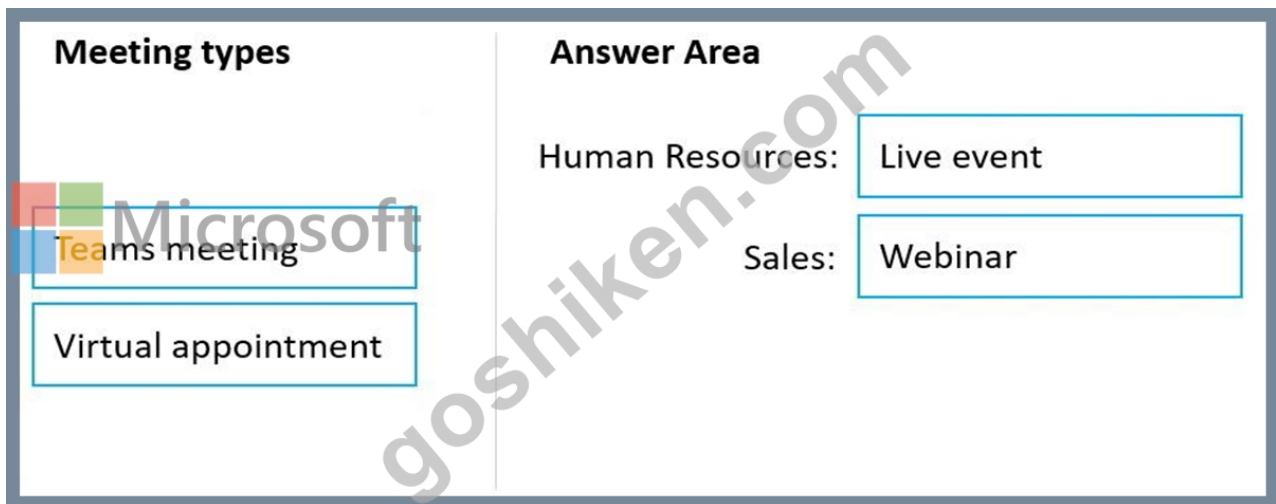 Meeting types
Answer Area
Human Resources: Live event
Microsoft
Teams meeting
Sales: Webinar
Virtual appointment
goshiken.com